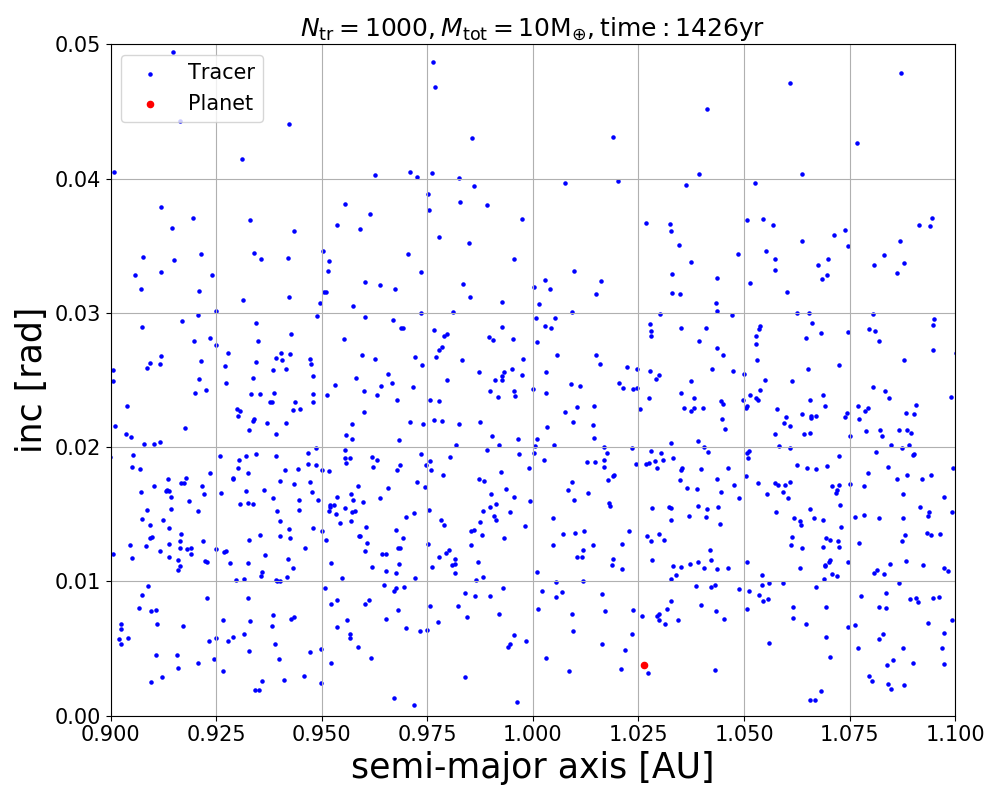 N_tr = 1000, M_tot = 10M_⊕, time : 1426yr
Tracer
Planet
inc [rad]
0.05
0.04
0.03
0.02
0.01
0.00
0.900 0.925 0.950 0.975 1.000 1.025 1.050 1.075 1.100
semi-major axis [AU]